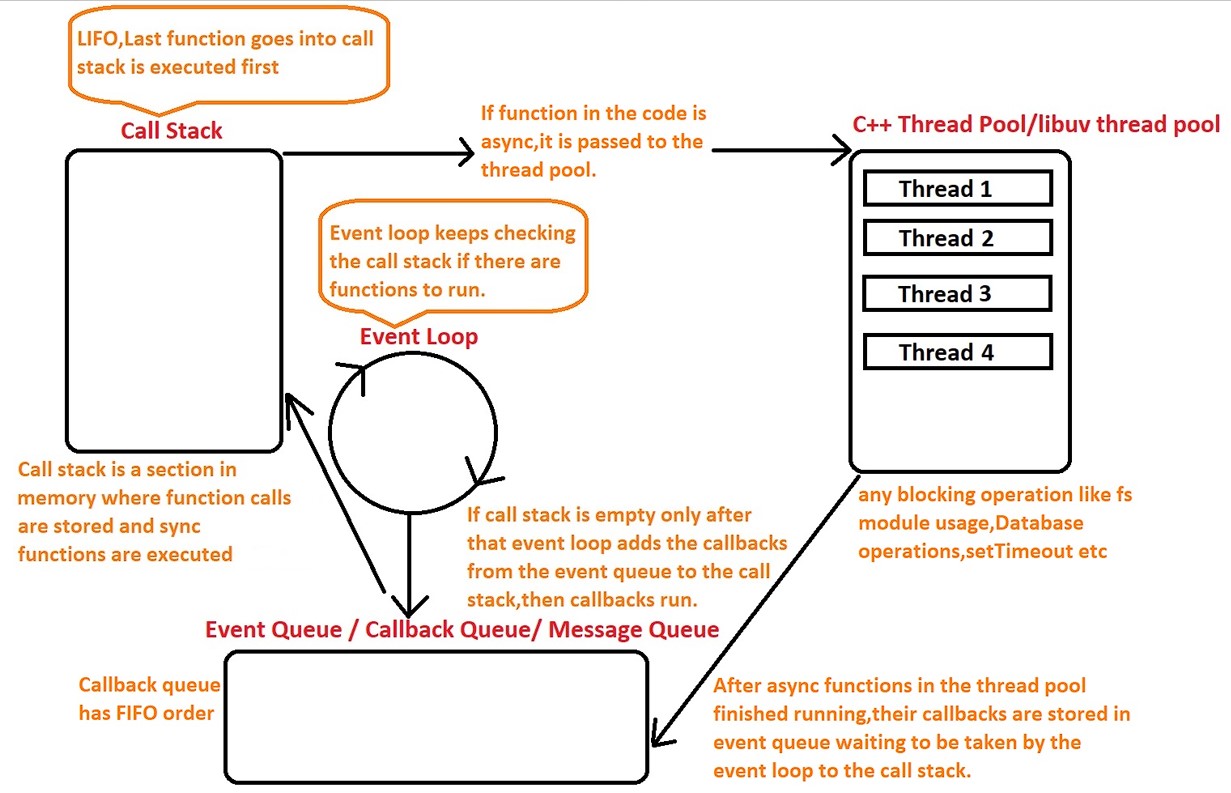 LIFO,Last function goes into call
stack is executed first
Call Stack
If function in the code is
async,it is passed to the
thread pool.
C++ Thread Pool/libuv thread pool
Thread 1
Thread 2
Thread 3
Thread 4
Event loop keeps checking
the call stack if there are
functions to run.
Event Loop
Call stack is a section in
memory where function calls
are stored and sync
functions are executed
If call stack is empty only after
that event loop adds the callbacks
from the event queue to the call
stack,then callbacks run.
any blocking operation like fs
module usage,Database
operations,setTimeout etc
Event Queue / Callback Queue/ Message Queue
Callback queue
has FIFO order
After async functions in the thread pool
finished running,their callbacks are stored in
event queue waiting to be taken by the
event loop to the call stack.